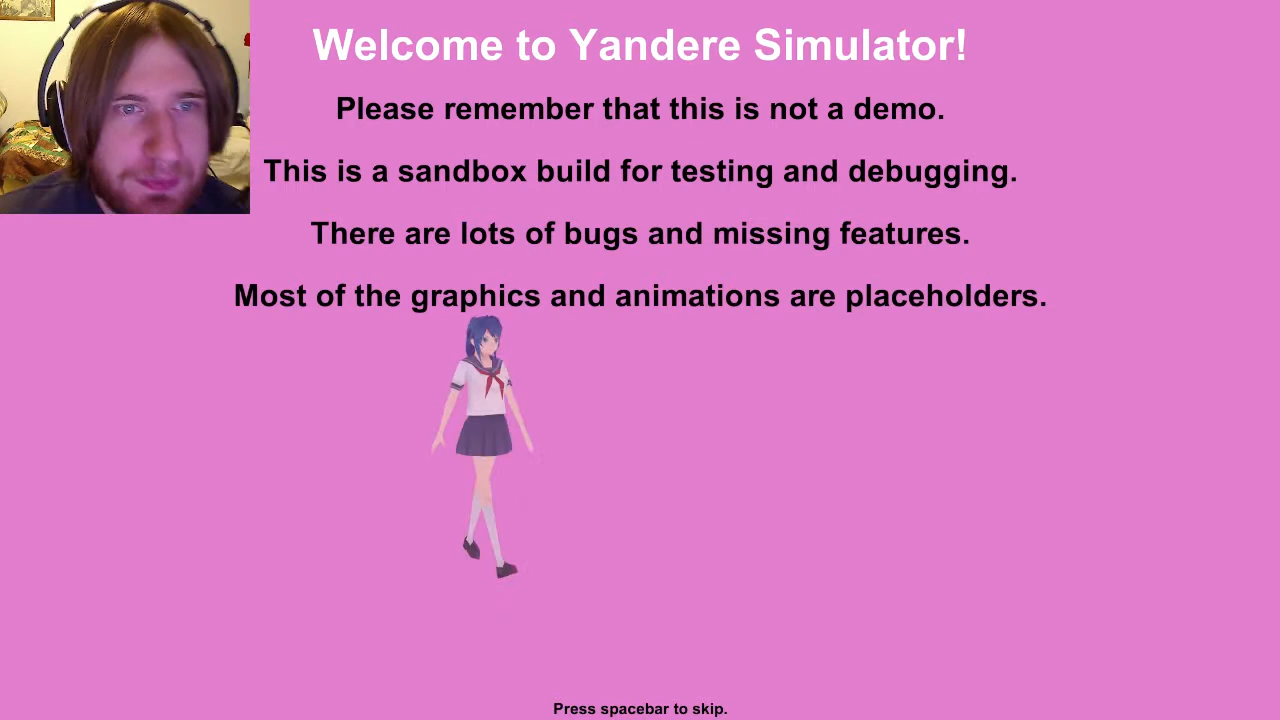 Welcome to Yandere Simulator!
Please remember that this is not a demo.
This is a sandbox build for testing and debugging.
There are lots of bugs and missing features.
Most of the graphics and animations are placeholders.
Press spacebar to skip.